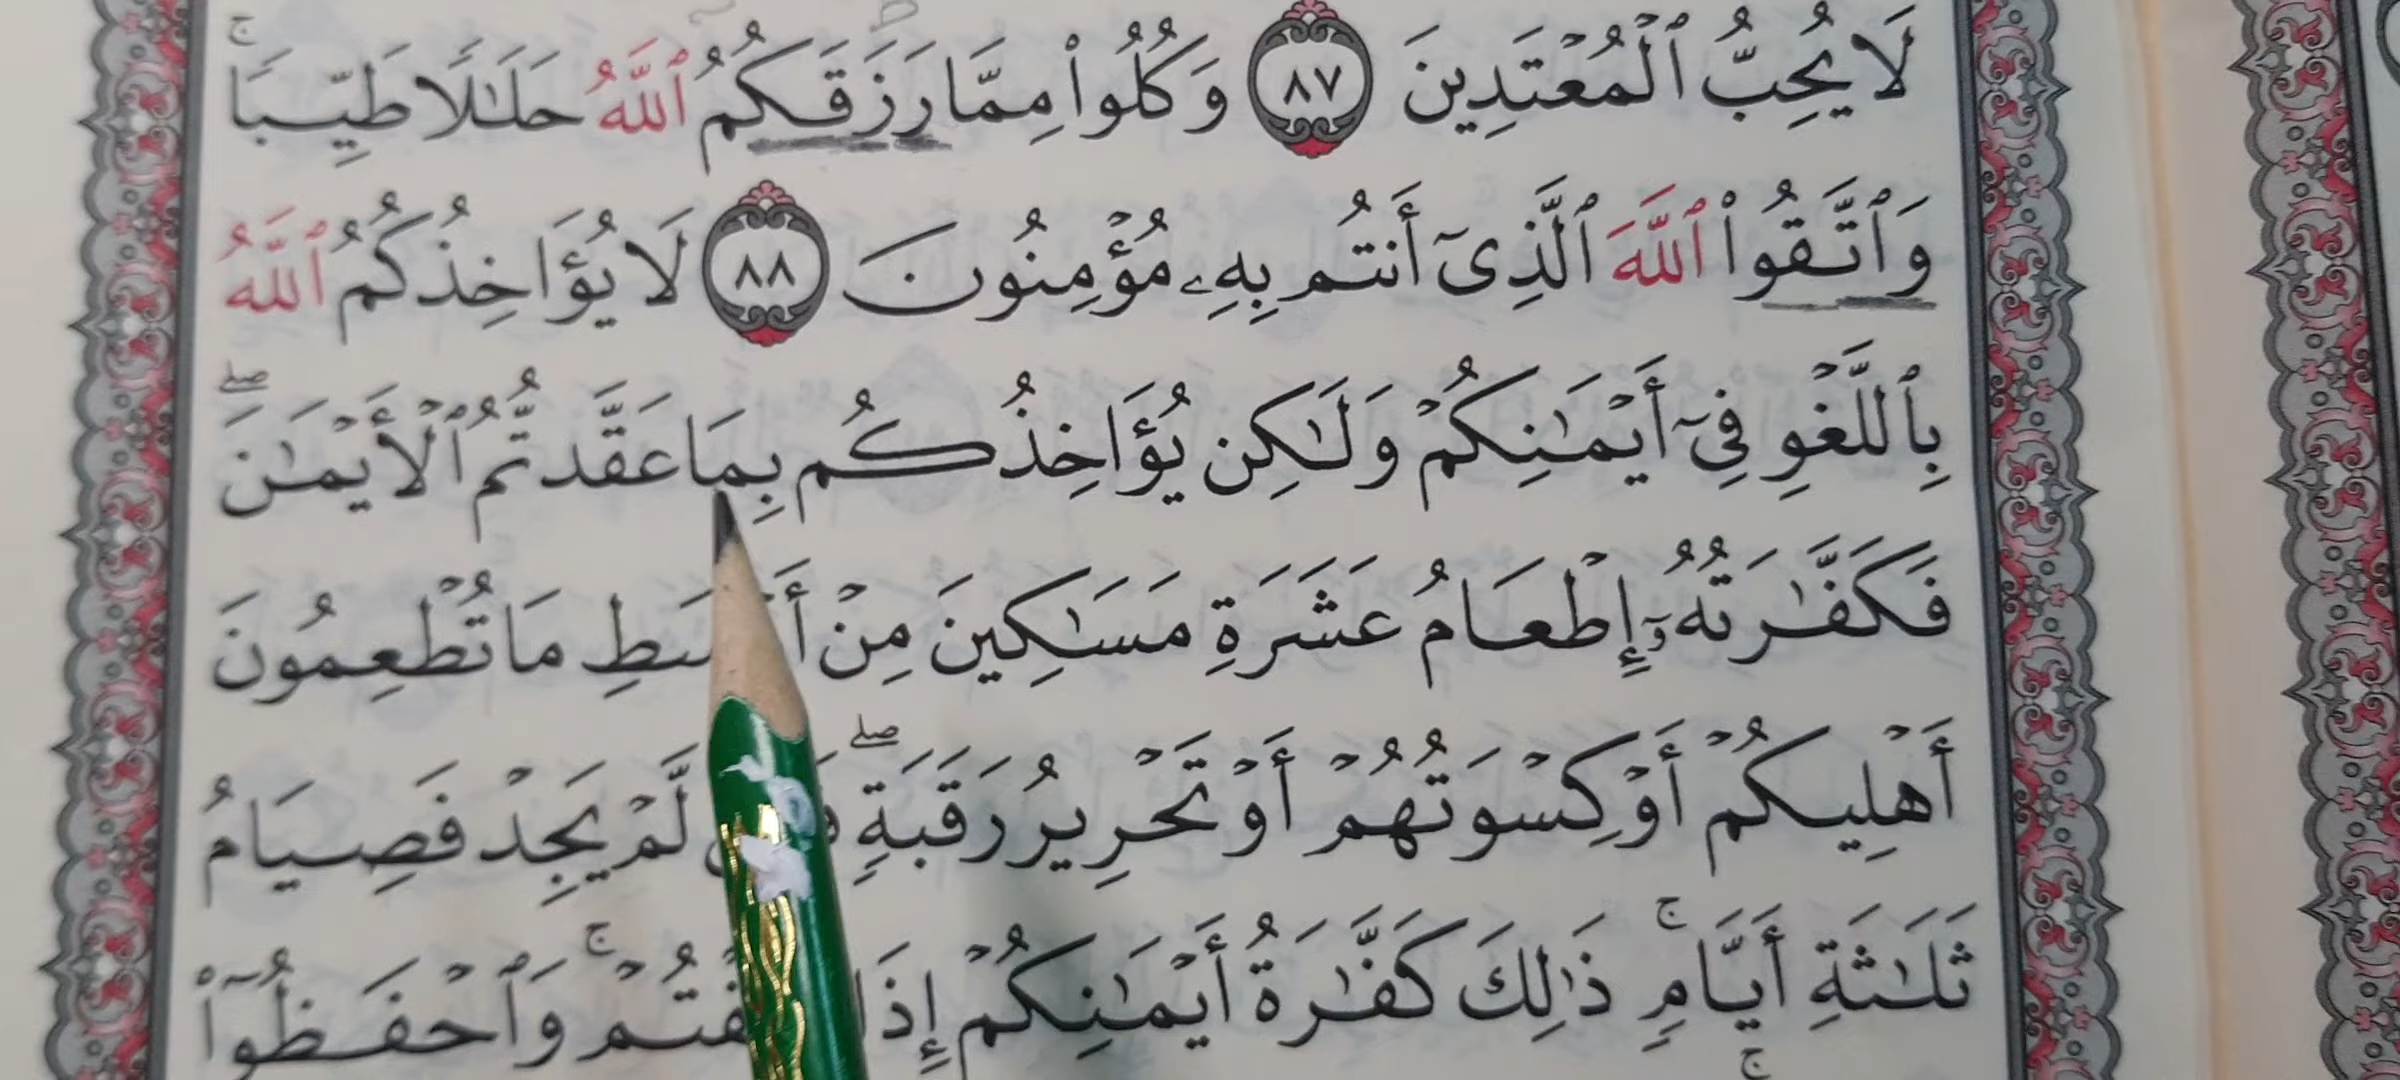 لَا يُحِبُّ ٱلْمُعْتَدِينَ ٨٧ وَكُلُوا۟ مِمَّا رَزَقَكُمُ ٱللَّهُ حَلَـٰلًا طَيِّبًا ۚ
وَٱتَّقُوا۟ ٱللَّهَ ٱلَّذِىٓ أَنتُم بِهِۦ مُؤْمِنُونَ ٨٨ لَا يُؤَاخِذُكُمُ ٱللَّهُ
بِٱللَّغْوِ فِىٓ أَيْمَـٰنِكُمْ وَلَـٰكِن يُؤَاخِذُكُم بِمَا عَقَّدتُّمُ ٱلْأَيْمَـٰنَ ۖ
فَكَفَّـٰرَتُهُۥٓ إِطْعَامُ عَشَرَةِ مَسَـٰكِينَ مِنْ مَا تُطْعِمُونَ
أَهْلِيكُمْ أَوْ كِسْوَتُهُمْ أَوْ تَحْرِيرُ رَقَبَةٍ ۖ لَّمْ يَجِدْ فَصِيَامُ
ثَلَـٰثَةِ أَيَّامٍ ۚ ذَٰلِكَ كَفَّـٰرَةُ أَيْمَـٰنِكُمْ إِذَا وَٱحْفَظُوٓا۟